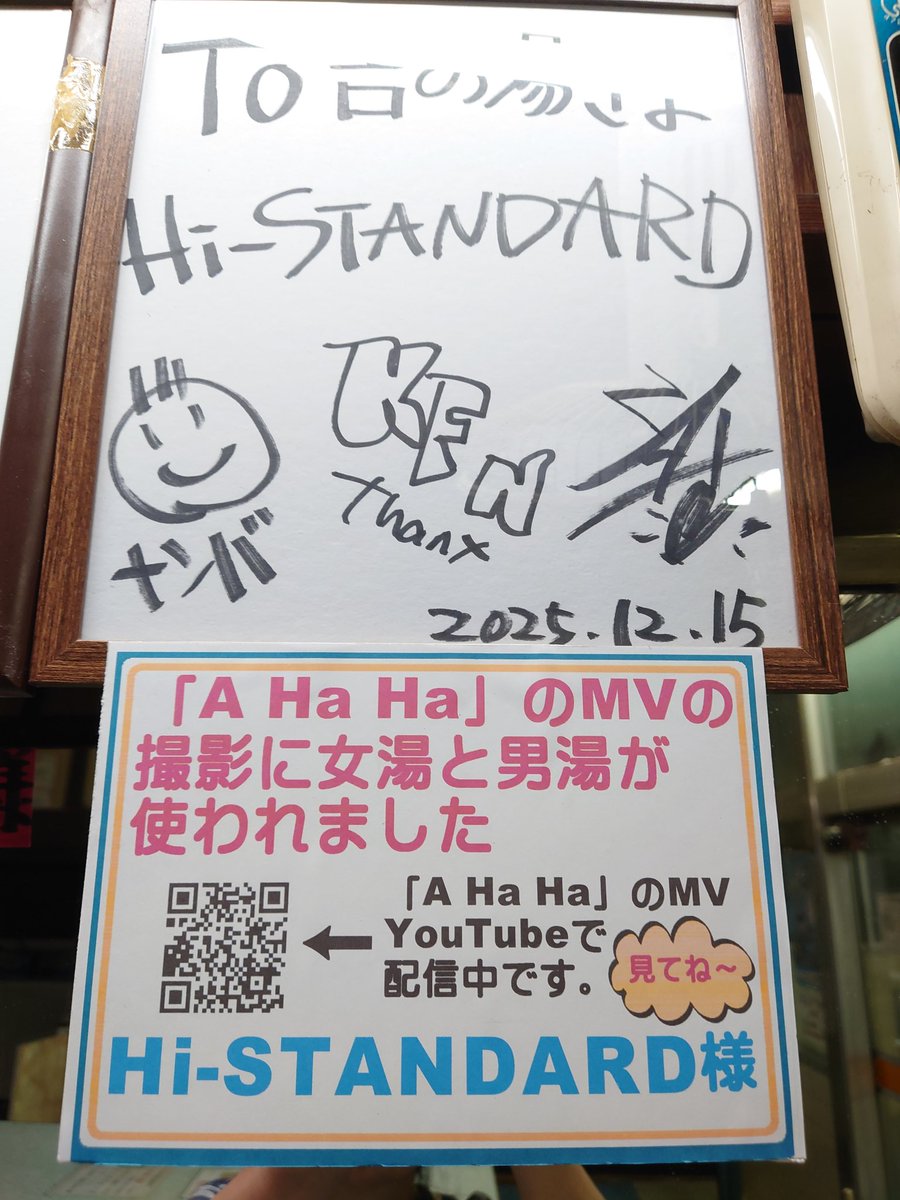 To 吉の湯さま
Hi-STANDARD
ナンバ
KEN
Thanx
2025.12.15
「A Ha Ha」のMVの
撮影に女湯と男湯が
使われました
「A Ha Ha」のMV
YouTubeで
配信中です。
見てね～
Hi-STANDARD様
様